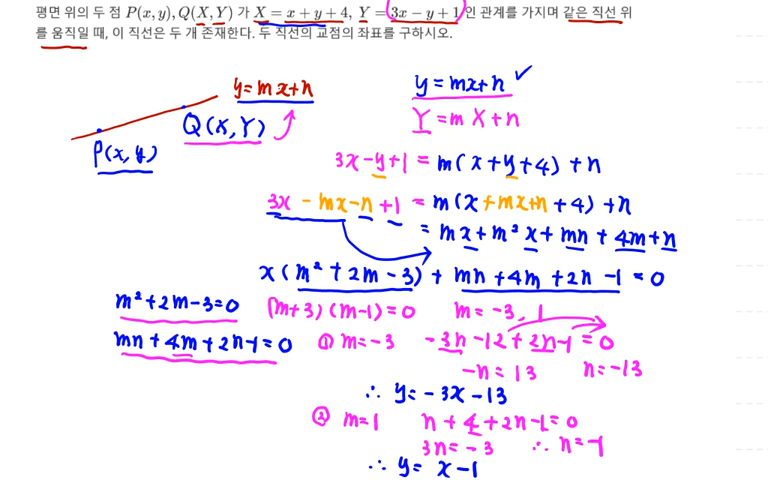 평면 위의 두 점 P(x, y), Q(X, Y) 가 X = x + y + 4, Y = 3x − y + 1 인 관계를 가지며 같은 직선 위
를 움직일 때, 이 직선은 두 개 존재한다. 두 직선의 교점의 좌표를 구하시오.
y = mx+n
Q(X, Y)
P(x, y)
y = mx+n ✓
Y = mX+n
3x-y+1 = m(x+y+4)+n
3x - mx-n+1 = m(x+mx+n+4)+n
= mx+m²x+mn+4m+n
x(m²+2m-3)+mn+4m+2n-1=0
m²+2m-3=0 (m+3)(m-1)=0 m=-3, 1
mn+4m+2n-1=0 ① m=-3 -3n-12+2n-1=0
-n=13 n=-13
∴ y=-3x-13
② m=1 n+4+2n-1=0
3n=-3 ∴ n=-1
∴ y= x-1